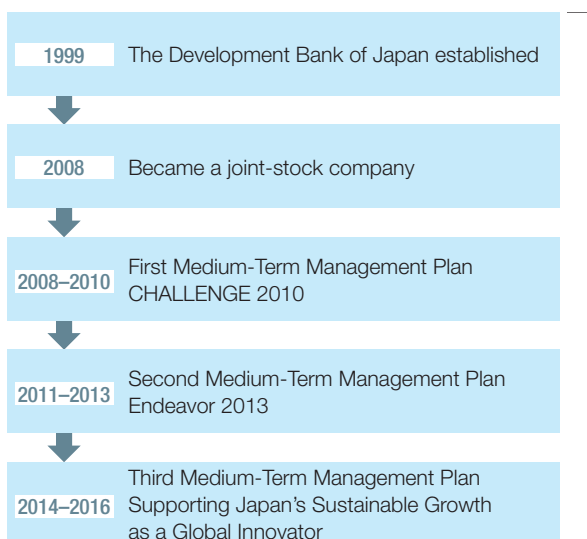 1999
The Development Bank of Japan established
2008
Became a joint-stock company
2008–2010
First Medium-Term Management Plan
CHALLENGE 2010
2011–2013
Second Medium-Term Management Plan
Endeavor 2013
2014–2016
Third Medium-Term Management Plan
Supporting Japan’s Sustainable Growth
as a Global Innovator